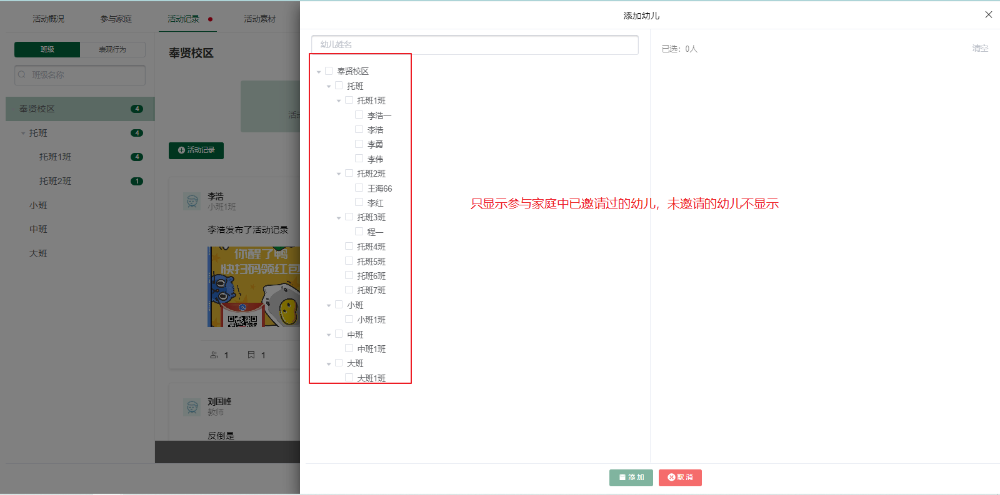 活动概况
参与家庭
活动记录
活动素材
班级
表现行为
班级名称
奉贤校区 4
托班 4
托班1班 4
托班2班 1
小班
中班
大班
奉贤校区
活动记录
李浩
小班1班
李浩发布了活动记录
你醒了鸭
快扫码领红包
1
1
刘国峰
教师
反倒是
添加幼儿
幼儿姓名
奉贤校区
托班
托班1班
李浩一
李浩
李勇
李伟
托班2班
王海66
李红
托班3班
程一
托班4班
托班5班
托班6班
托班7班
小班
小班1班
中班
中班1班
大班
大班1班
已选：0人
清空
只显示参与家庭中已邀请过的幼儿，未邀请的幼儿不显示
添加
取消